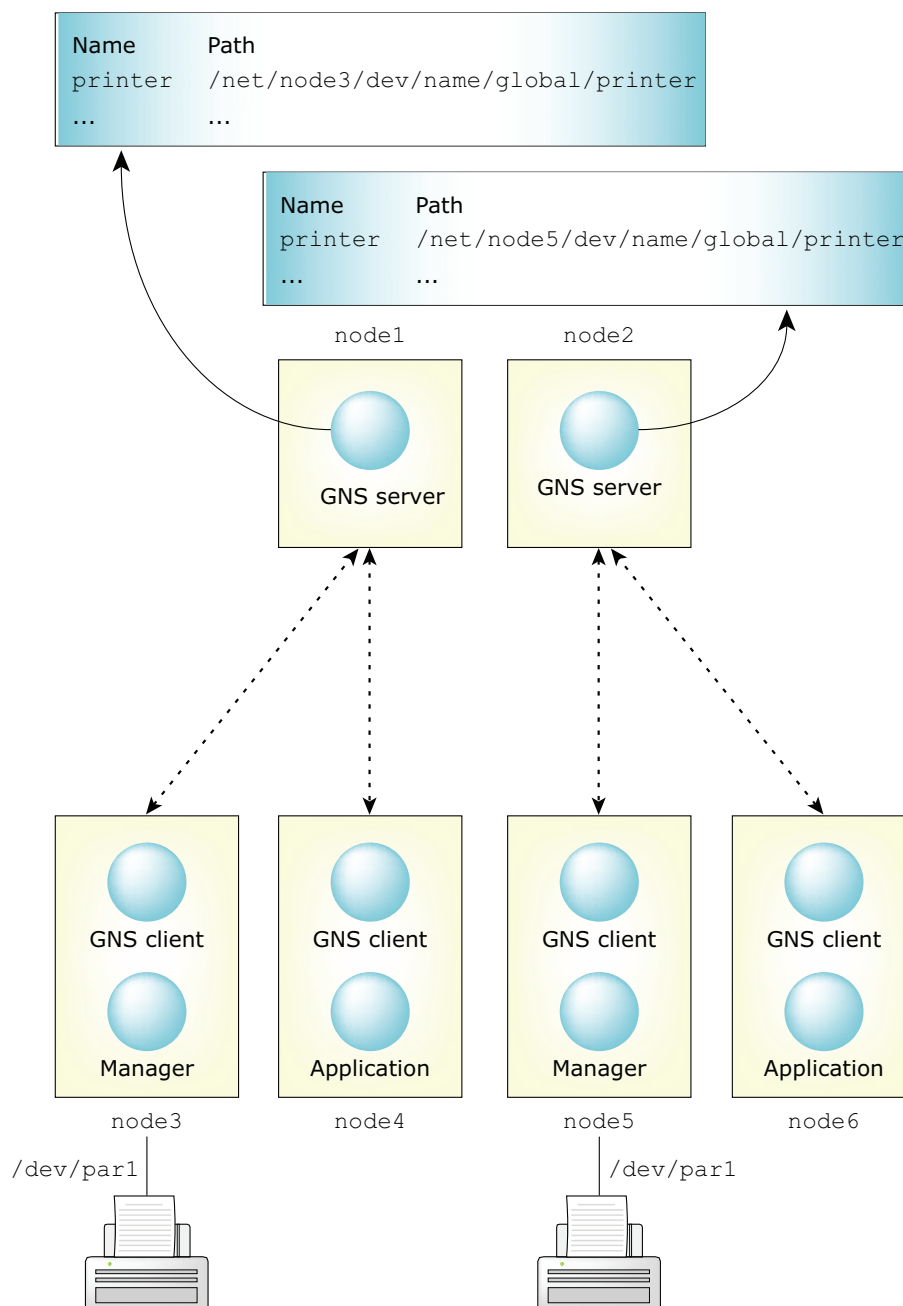 Name Path
printer /net/node3/dev/name/global/printer
... ...
Name Path
printer /net/node5/dev/name/global/printer
... ...
node1 node2
GNS server GNS server
GNS client GNS client GNS client GNS client
Manager Application Manager Application
node3 node4 node5 node6
/dev/par1 /dev/par1